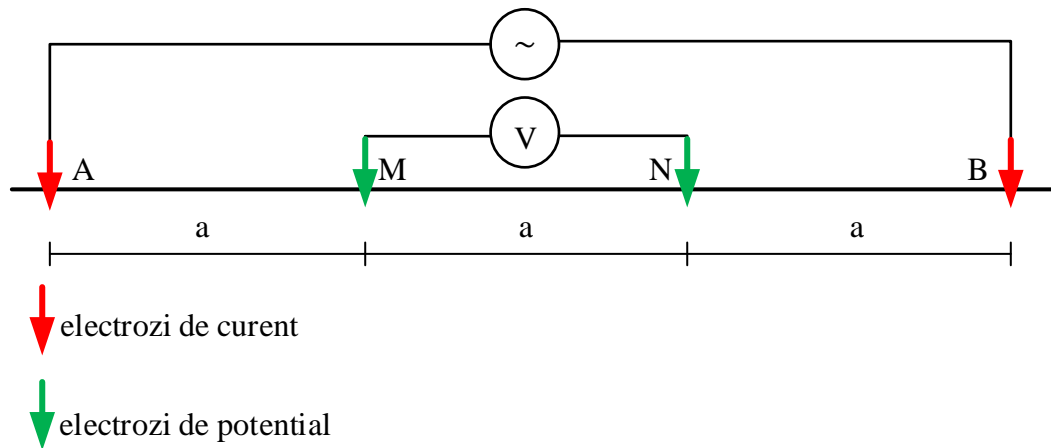 ~
V
A M N B
a a a
electrozi de curent
electrozi de potential